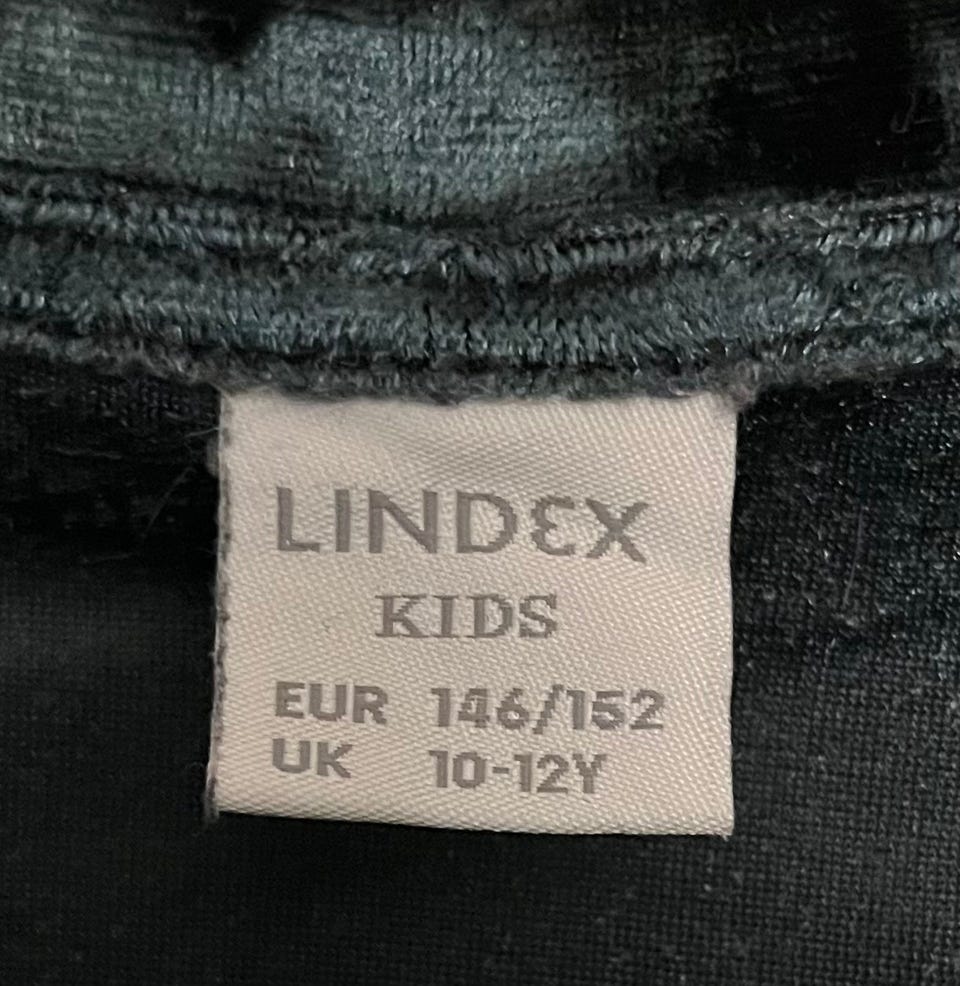 LINDEX
KIDS
EUR 146/152
UK 10-12Y